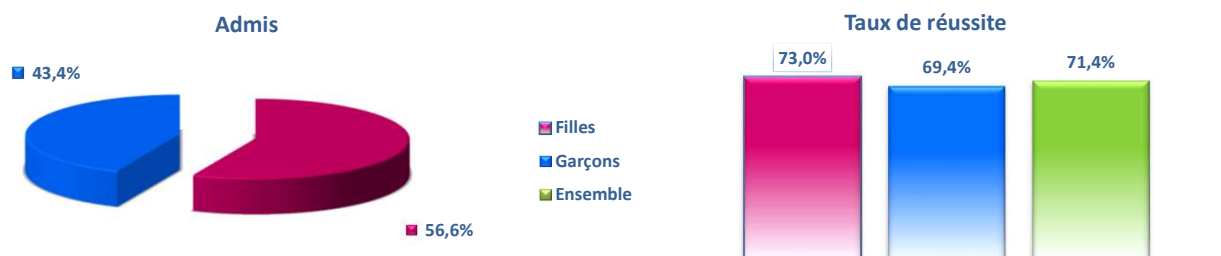 Admis
43,4%
56,6%
Filles
Garçons
Ensemble
Taux de réussite
73,0%
69,4%
71,4%